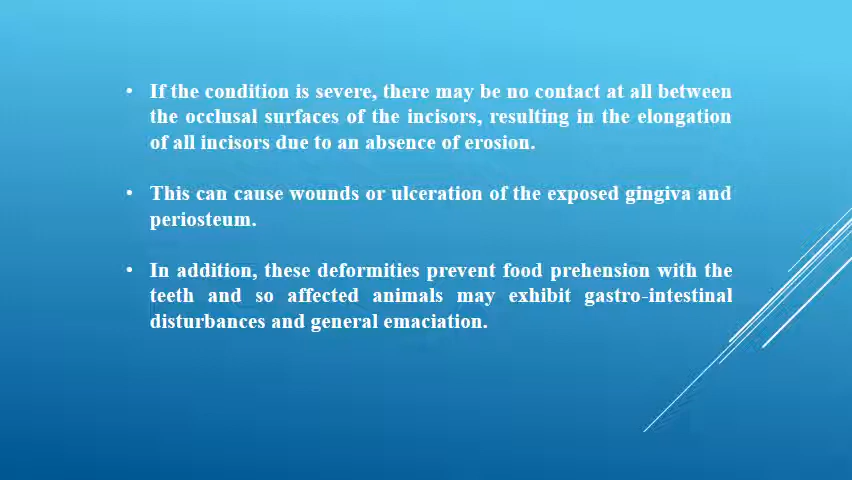 • If the condition is severe, there may be no contact at all between
the occlusal surfaces of the incisors, resulting in the elongation
of all incisors due to an absence of erosion.
• This can cause wounds or ulceration of the exposed gingiva and
periosteum.
• In addition, these deformities prevent food prehension with the
teeth and so affected animals may exhibit gastro-intestinal
disturbances and general emaciation.